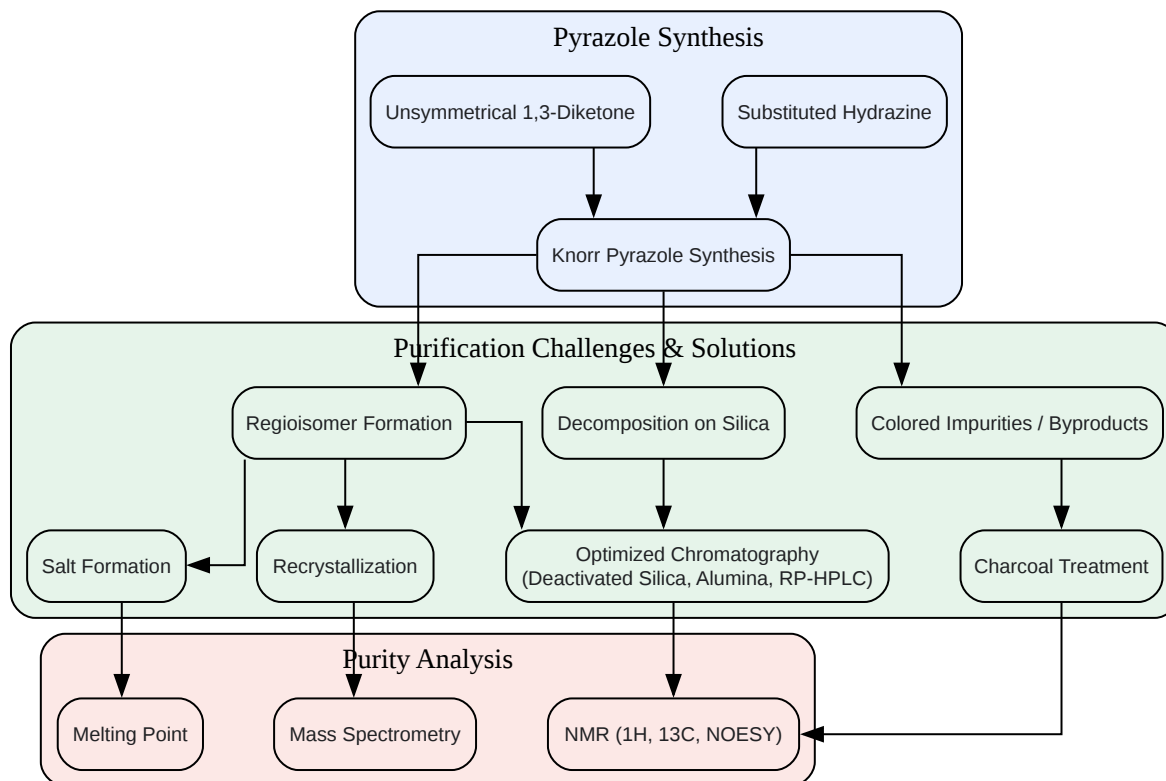 Pyrazole Synthesis
Unsymmetrical 1,3-Diketone
Substituted Hydrazine
Knorr Pyrazole Synthesis
Purification Challenges & Solutions
Regioisomer Formation
Decomposition on Silica
Colored Impurities / Byproducts
Salt Formation
Recrystallization
Optimized Chromatography
(Deactivated Silica, Alumina, RP-HPLC)
Charcoal Treatment
Purity Analysis
Melting Point
Mass Spectrometry
NMR (1H, 13C, NOESY)